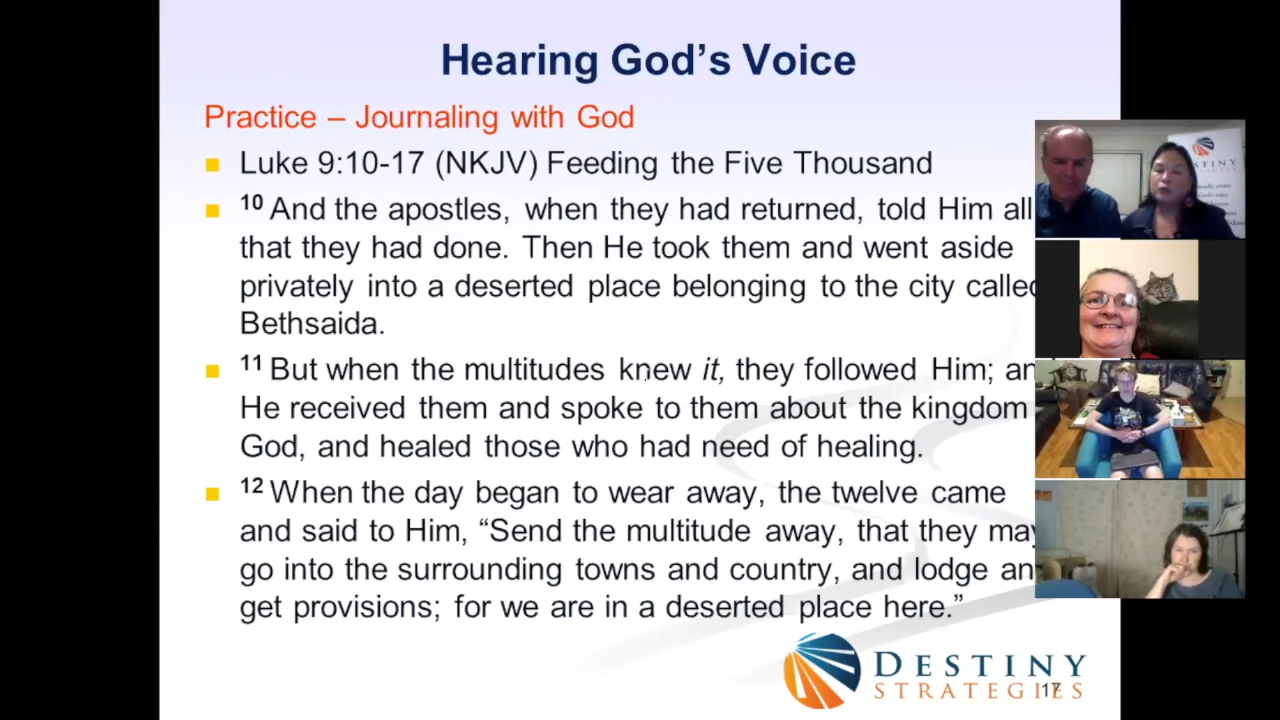 Hearing God's Voice
Practice – Journaling with God
Luke 9:10-17 (NKJV) Feeding the Five Thousand
10 And the apostles, when they had returned, told Him all
that they had done. Then He took them and went aside
privately into a deserted place belonging to the city called
Bethsaida.
11 But when the multitudes knew it, they followed Him; an
He received them and spoke to them about the kingdom
God, and healed those who had need of healing.
12 When the day began to wear away, the twelve came
and said to Him, “Send the multitude away, that they may
go into the surrounding towns and country, and lodge an
get provisions; for we are in a deserted place here.”
DESTINY
STRATEGIES
17